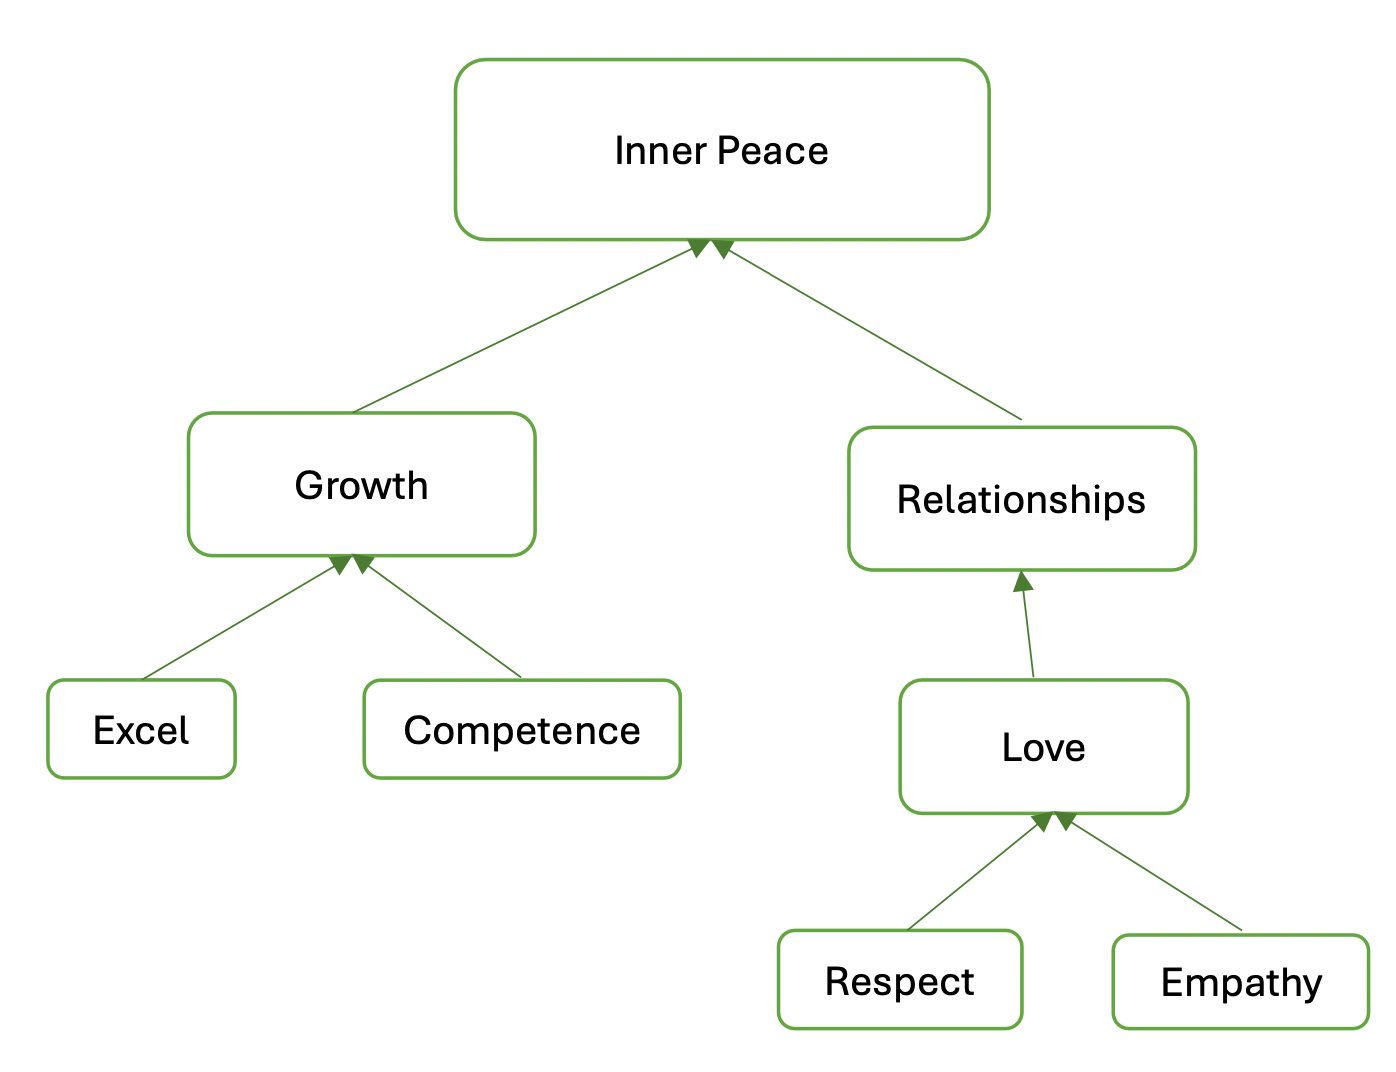 Inner Peace
Growth
Relationships
Excel
Competence
Love
Respect
Empathy